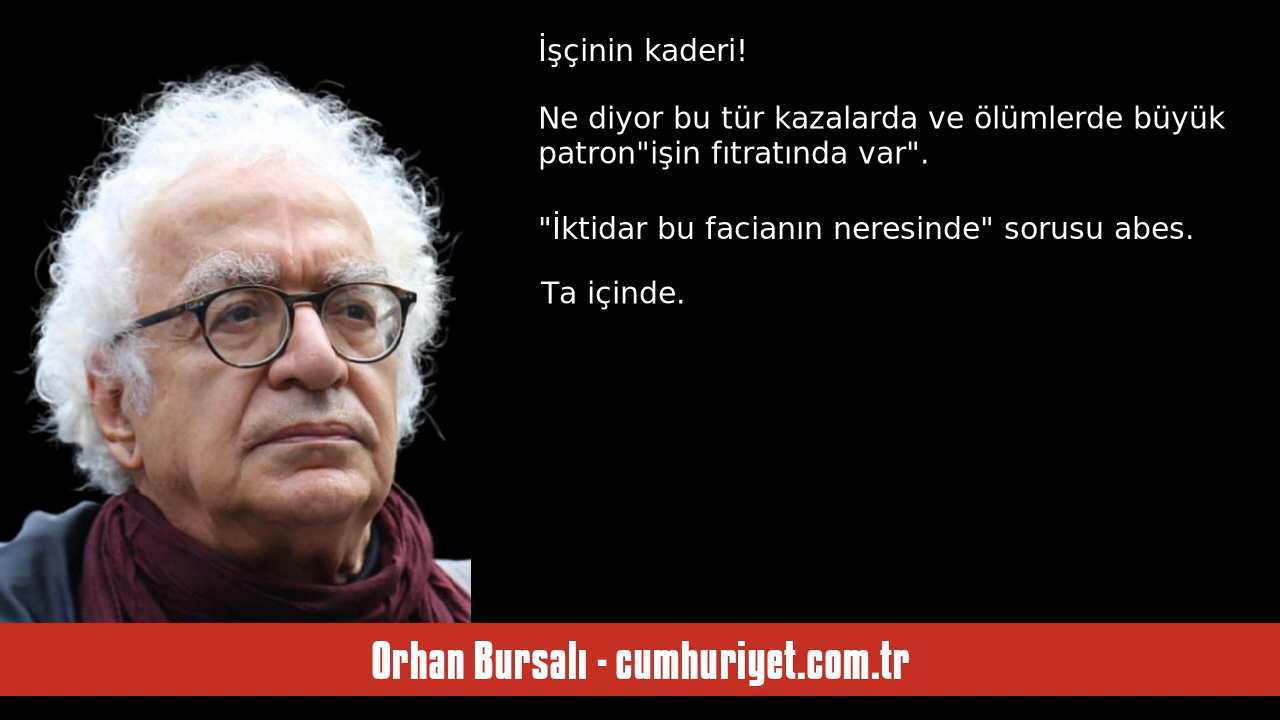 İşçinin kaderi!
Ne diyor bu tür kazalarda ve ölümlerde büyük
patron"işin fıtratında var".
"İktidar bu facianın neresinde" sorusu abes.
Ta içinde.
Orhan Bursalı - cumhuriyet.com.tr